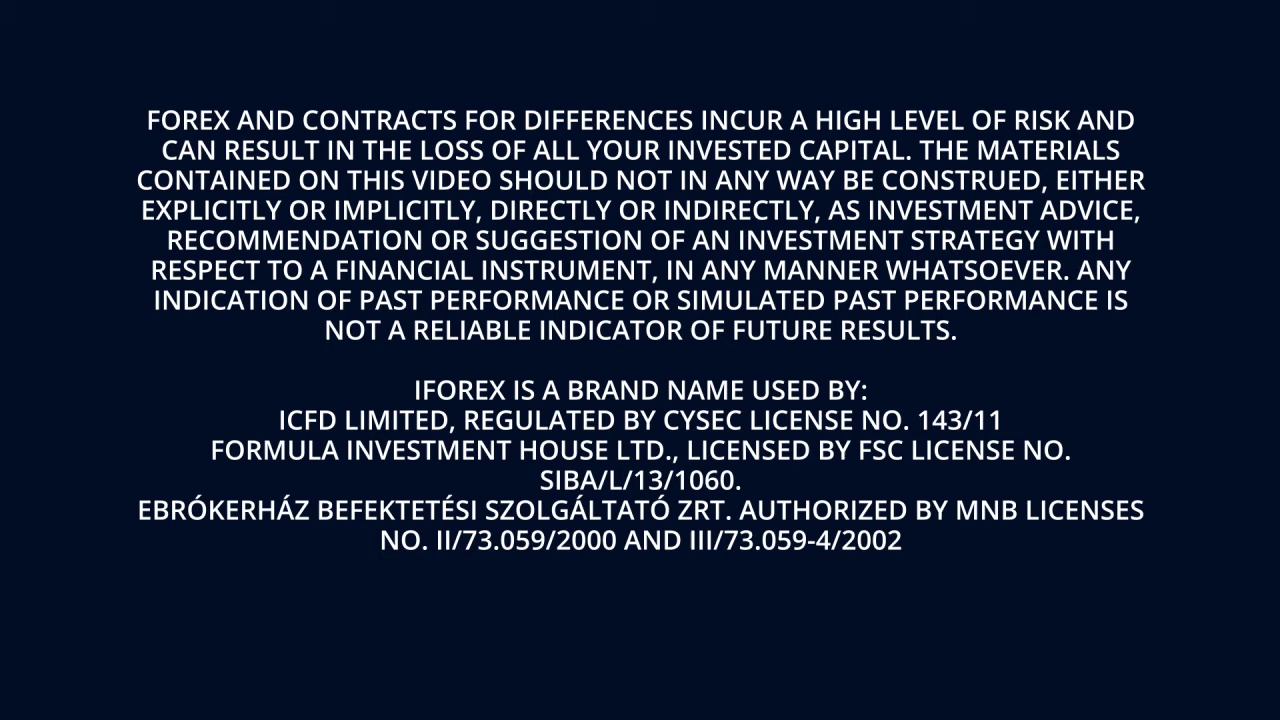 FOREX AND CONTRACTS FOR DIFFERENCES INCUR A HIGH LEVEL OF RISK AND
CAN RESULT IN THE LOSS OF ALL YOUR INVESTED CAPITAL. THE MATERIALS
CONTAINED ON THIS VIDEO SHOULD NOT IN ANY WAY BE CONSTRUED, EITHER
EXPLICITLY OR IMPLICITLY, DIRECTLY OR INDIRECTLY, AS INVESTMENT ADVICE,
RECOMMENDATION OR SUGGESTION OF AN INVESTMENT STRATEGY WITH
RESPECT TO A FINANCIAL INSTRUMENT, IN ANY MANNER WHATSOEVER. ANY
INDICATION OF PAST PERFORMANCE OR SIMULATED PAST PERFORMANCE IS
NOT A RELIABLE INDICATOR OF FUTURE RESULTS.
IFOREX IS A BRAND NAME USED BY:
ICFD LIMITED, REGULATED BY CYSEC LICENSE NO. 143/11
FORMULA INVESTMENT HOUSE LTD., LICENSED BY FSC LICENSE NO.
SIBA/L/13/1060.
EBRÓKERHÁZ BEFEKTETÉSI SZOLGÁLTATÓ ZRT. AUTHORIZED BY MNB LICENSES
NO. II/73.059/2000 AND III/73.059-4/2002